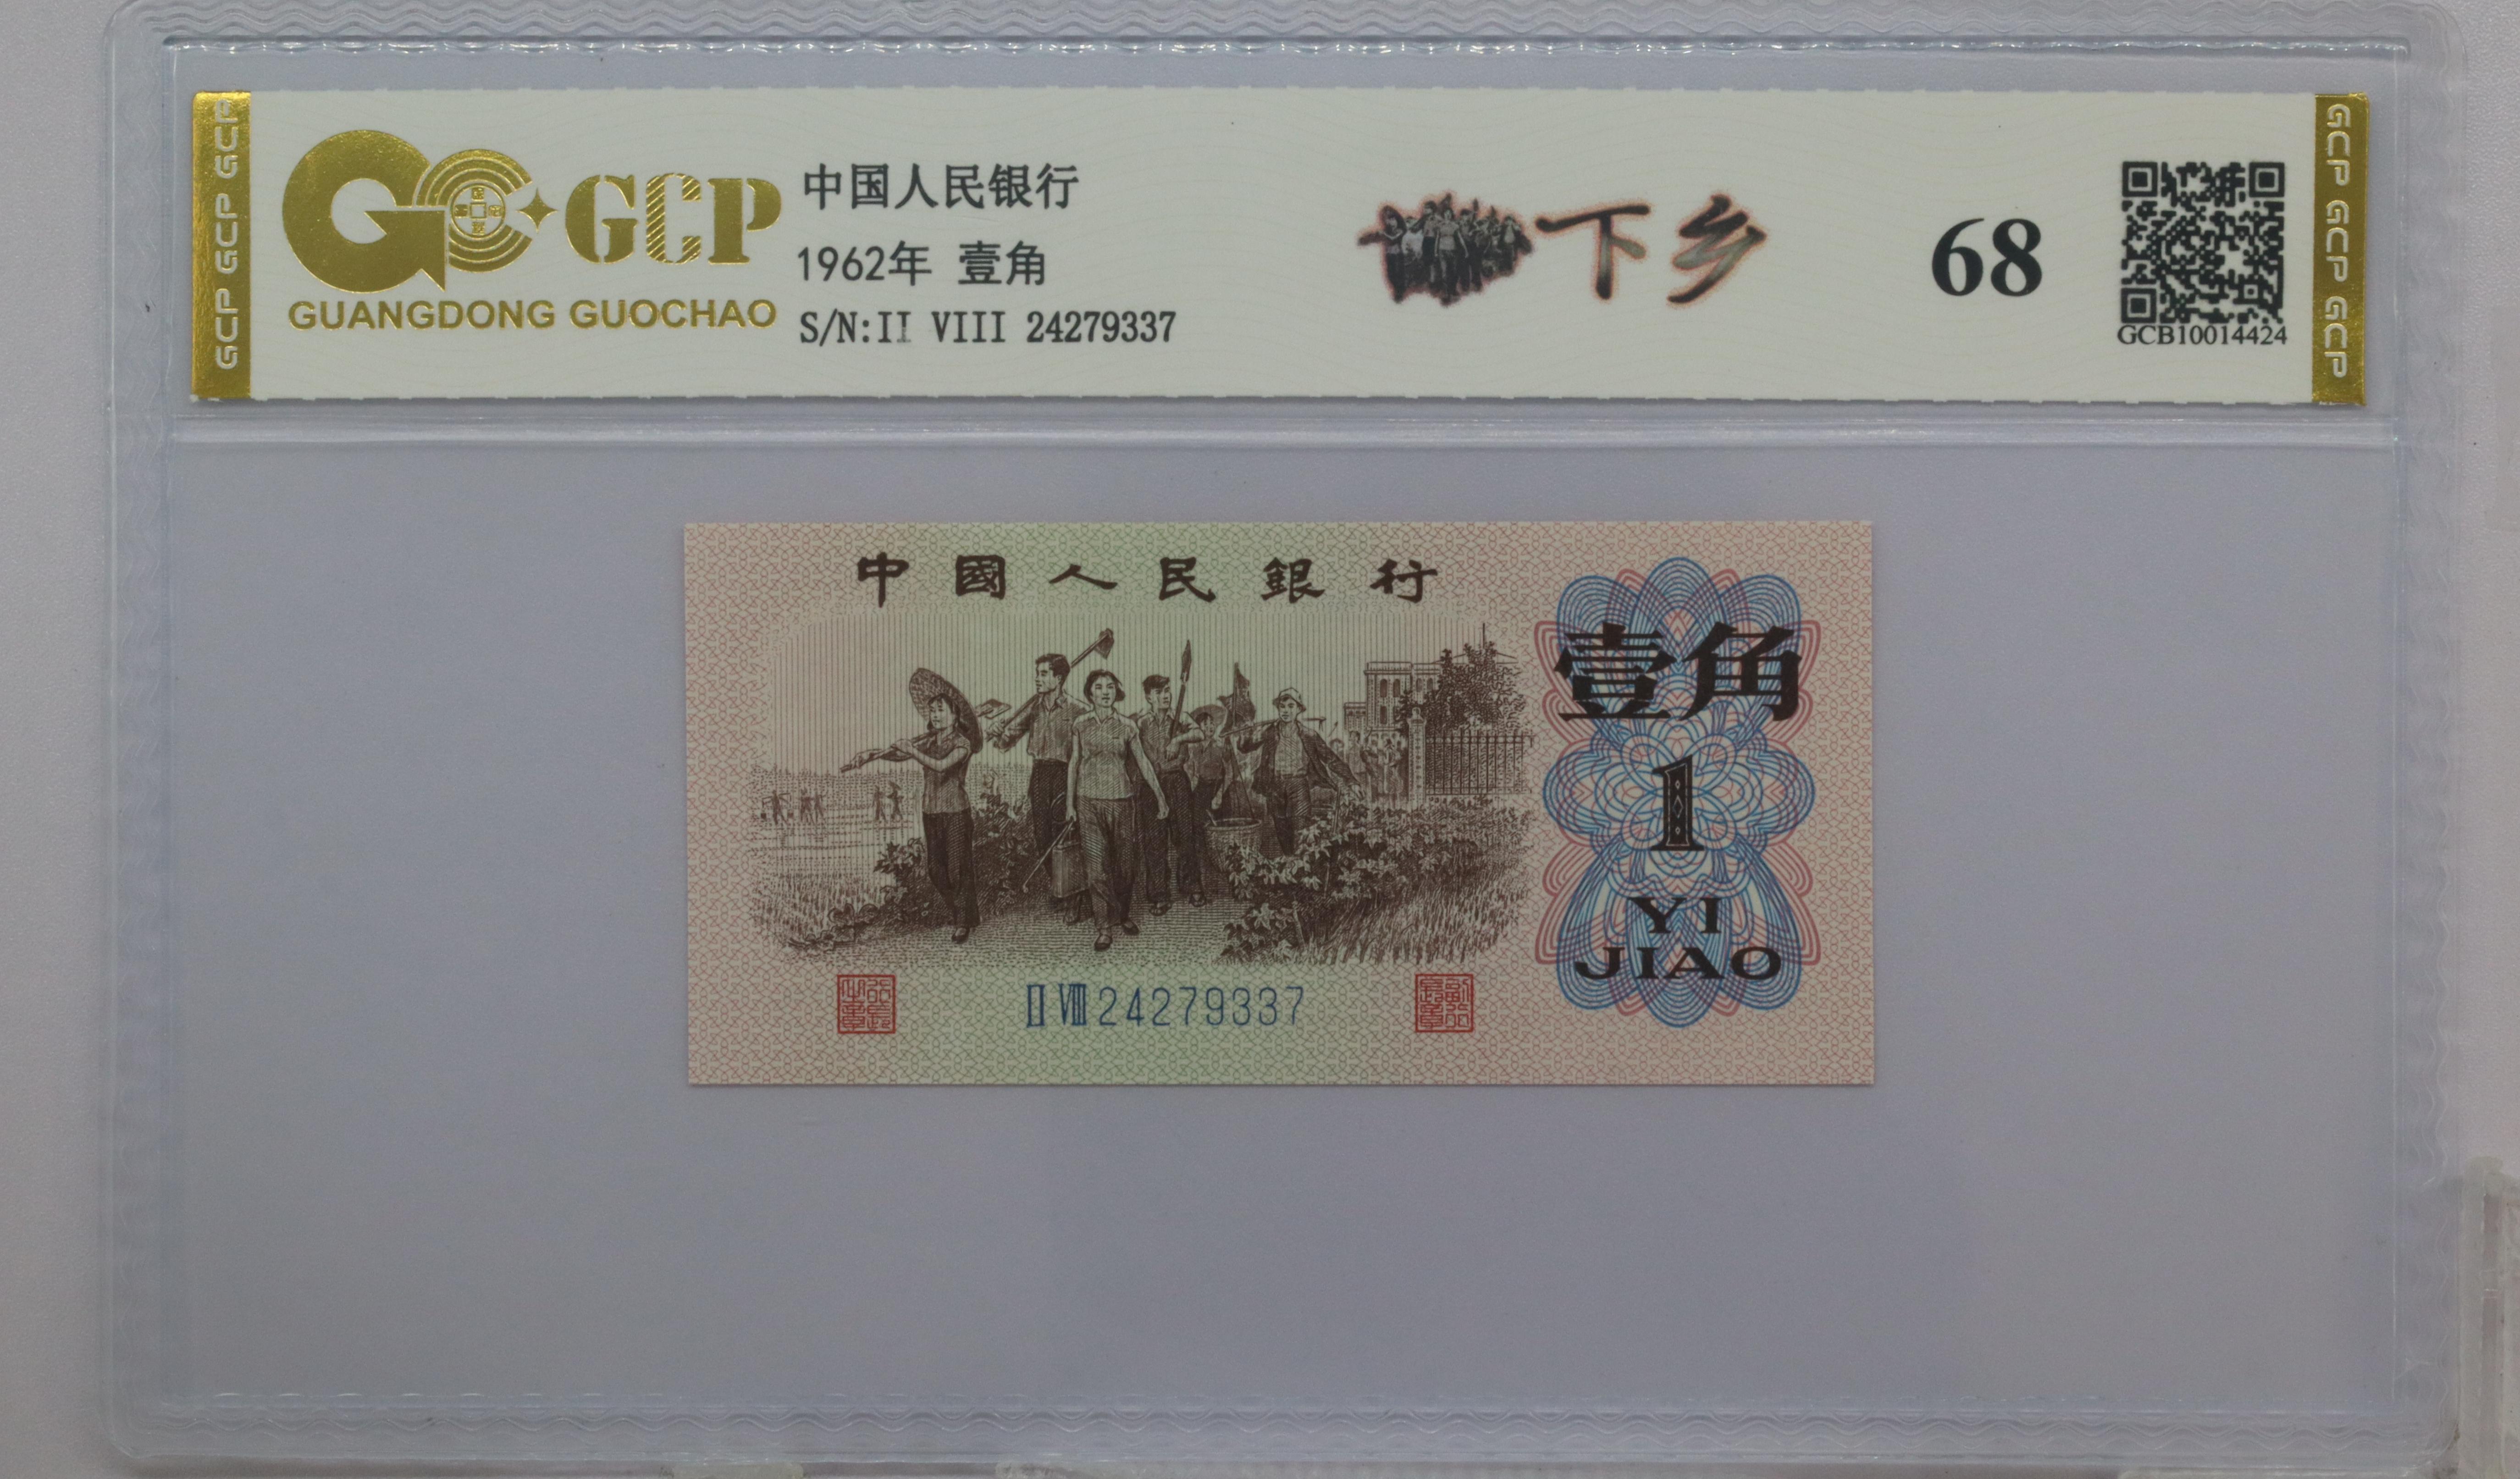 GCP GCP GCP
GCP
GUANGDONG GUOCHAO
中国人民银行
1962年 壹角
S/N:II VIII 24279337
下乡
68
GCB10014424
GCP GCP GCP
中國人民銀行
壹角
1
YI
JIAO
II VIII 24279337